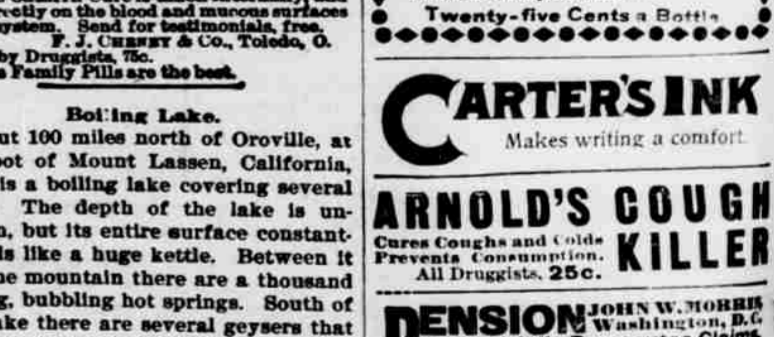 rectly on the blood and mucous surfaces
ystem. Send for testimonials, free.
F. J. CHENEY & Co., Toledo, O.
by Druggists, 75c.
s Family Pills are the best.
Boiling Lake.
ut 100 miles north of Oroville, at
oot of Mount Lassen, California,
is a boiling lake covering several
The depth of the lake is un-
n, but its entire surface constant-
ils like a huge kettle. Between it
he mountain there are a thousand
g, bubbling hot springs. South of
ake there are several geysers that
Twenty-five Cents a Bottle
CARTER'S INK
Makes writing a comfort.
ARNOLD'S COUGH
Cures Coughs and Colds
Prevents Consumption.
All Druggists. 25c.
KILLER
PENSION JOHN W. MORRIS
Washington, D.C.